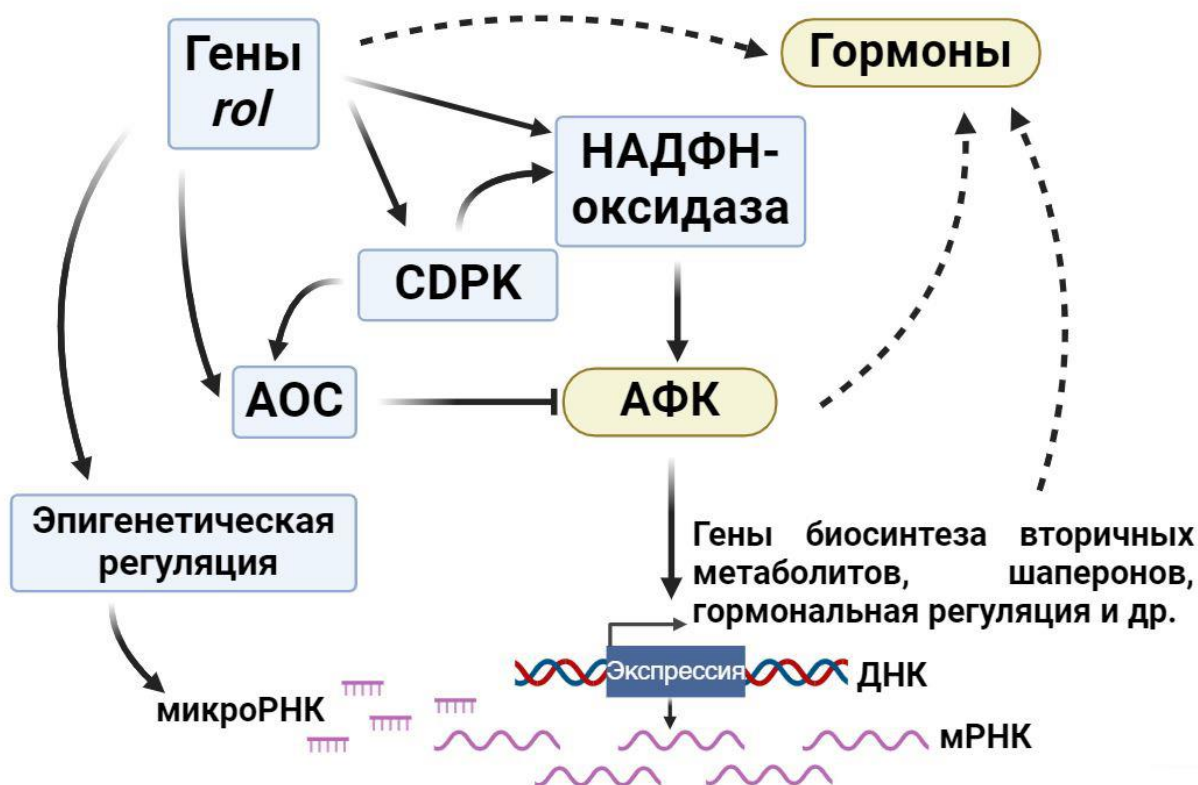 Гены
rol
Гормоны
НАДФН-
оксидаза
CDPK
АОС
АФК
Эпигенетическая
регуляция
Гены биосинтеза вторичных
метаболитов, шаперонов,
гормональная регуляция и др.
Экспрессия
ДНК
микроРНК
мРНК